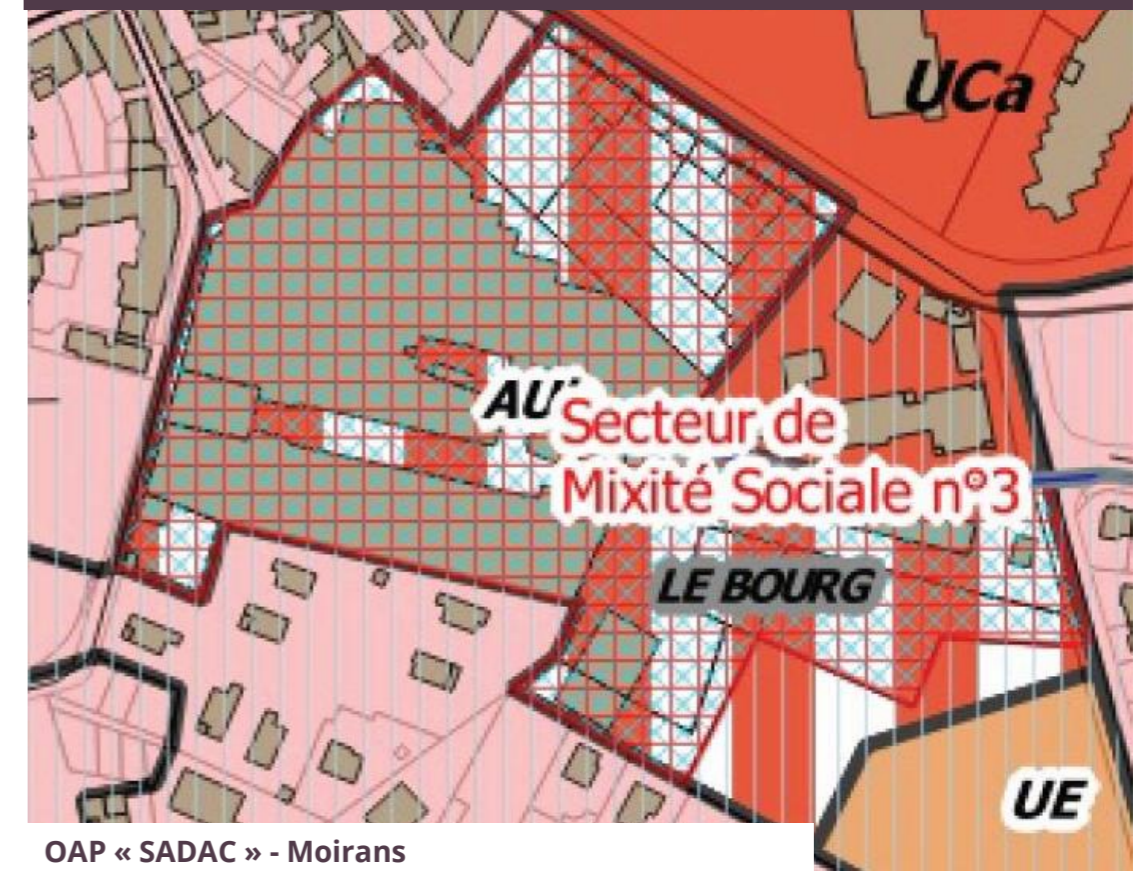 UCa
AU
Secteur de
Mixité Sociale n°3
LE BOURG
UE
OAP « SADAC » - Moirans